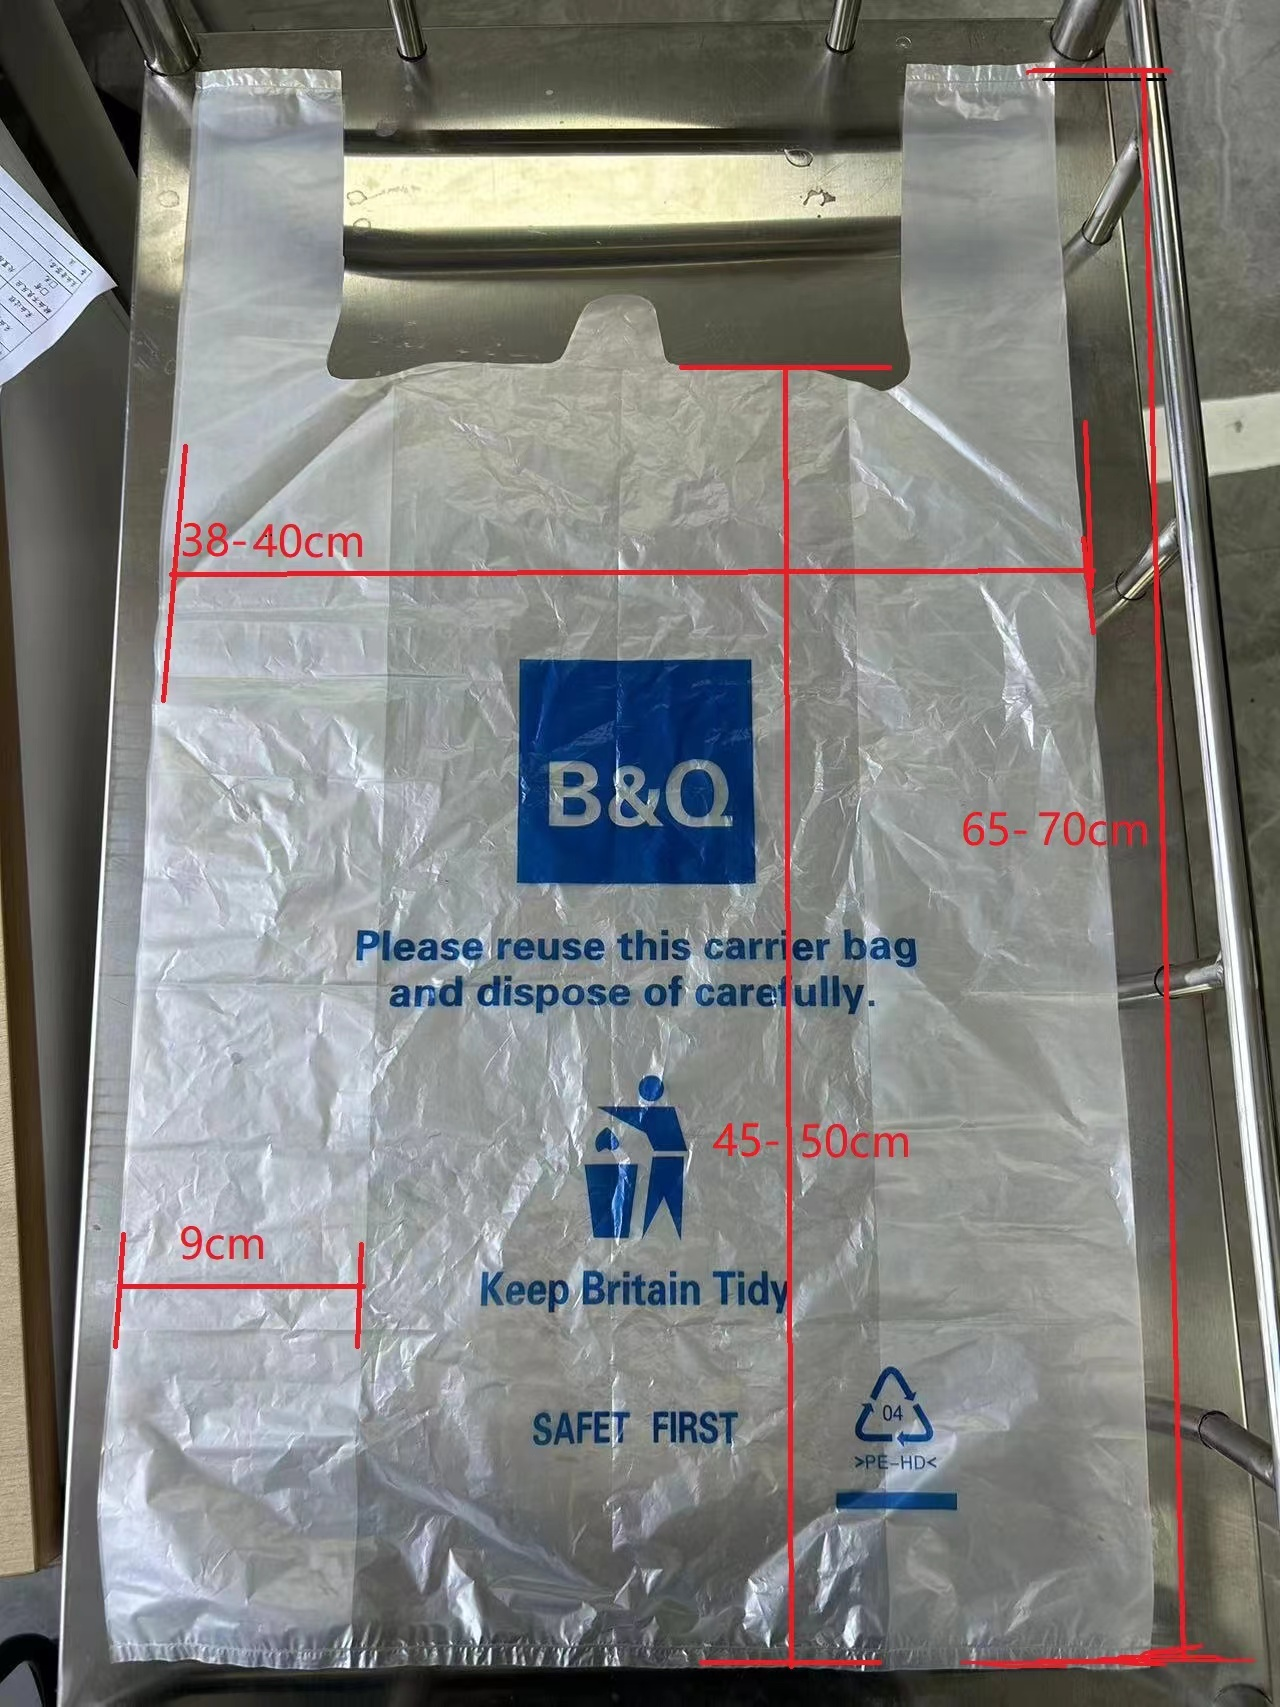 38-40cm
B&Q
65-70cm
Please reuse this carrier bag
and dispose of carefully.
45-50cm
9cm
Keep Britain Tidy
SAFET FIRST
04
>PE-HD<